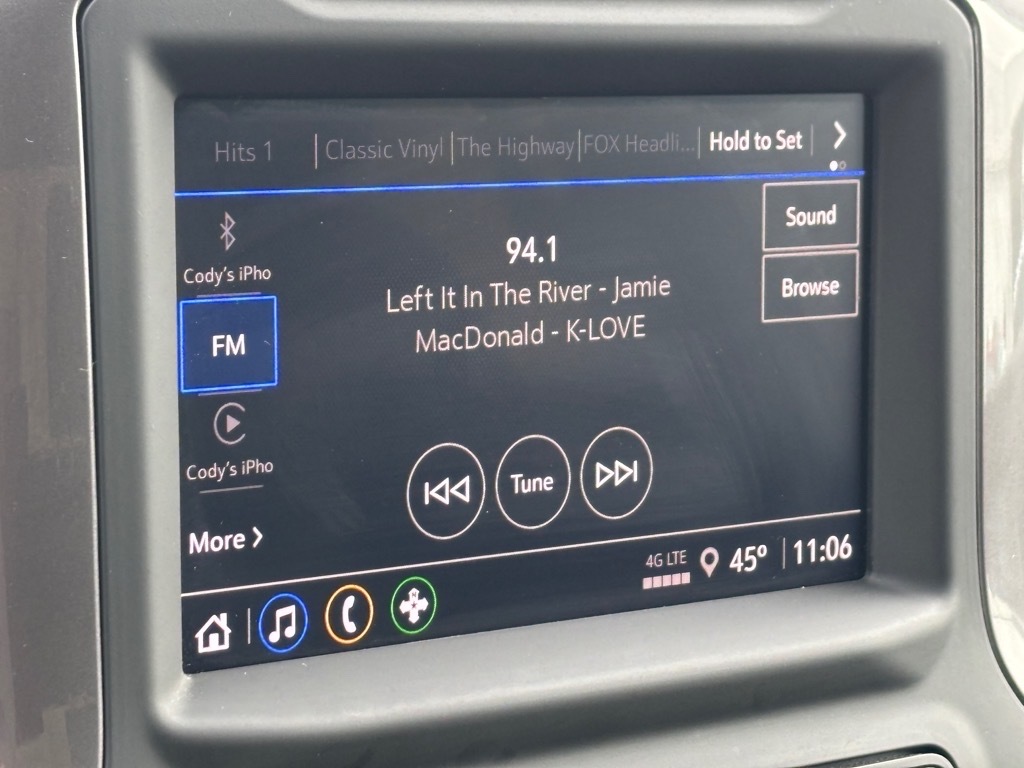 Hits 1 | Classic Vinyl | The Highway | FOX Headli... | Hold to Set
Sound
Cody's iPho
94.1
Browse
Left It In The River - Jamie
MacDonald - K-LOVE
FM
Cody's iPho
Tune
More
4G LTE 45° 11:06